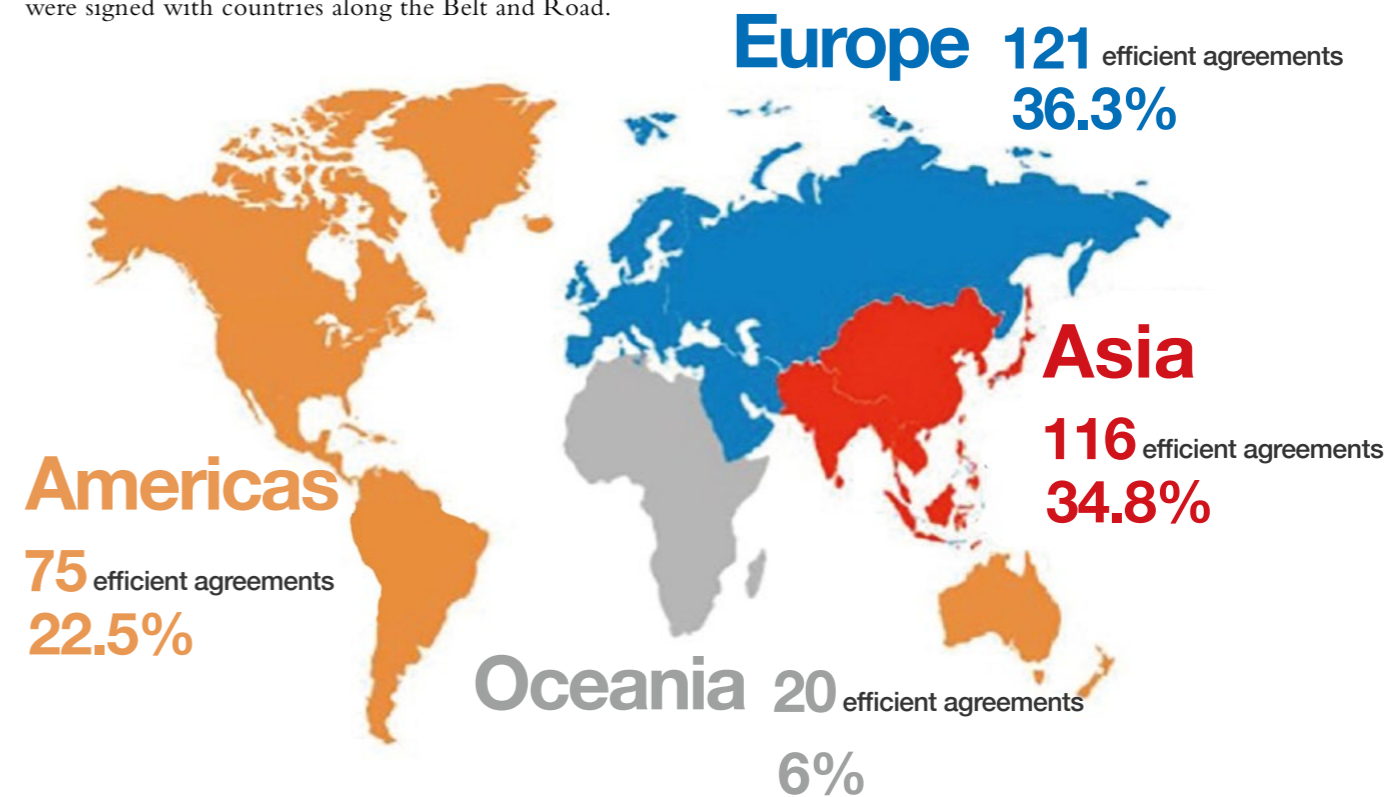 were signed with countries along the Belt and Road.
Europe 121 efficient agreements
36.3%
Asia
116 efficient agreements
34.8%
Americas
75 efficient agreements
22.5%
Oceania 20 efficient agreements
6%